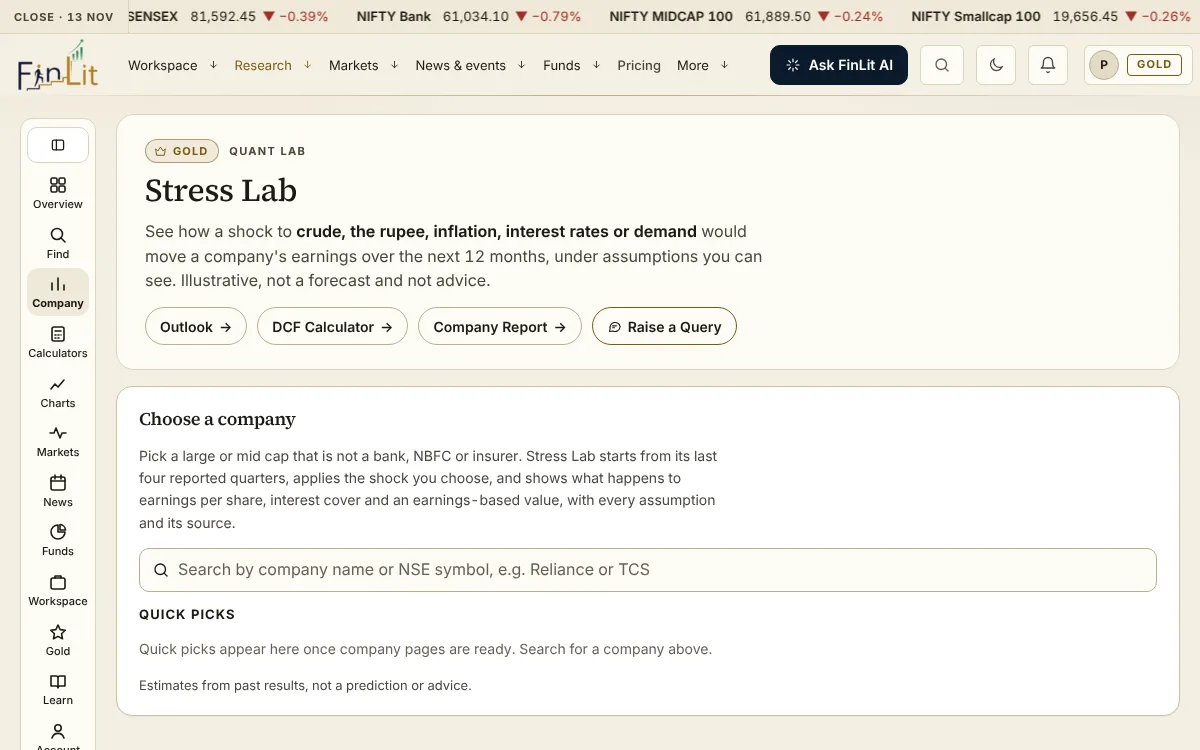 CLOSE · 13 NOV SENSEX 81,592.45 ▼ −0.39% NIFTY Bank 61,034.10 ▼ −0.79% NIFTY MIDCAP 100 61,889.50 ▼ −0.24% NIFTY Smallcap 100 19,656.45 ▼ −0.26%
FinLit
Workspace ↓ Research ↓ Markets ↓ News & events ↓ Funds ↓ Pricing More ↓ Ask FinLit AI P GOLD
Overview
Find
Company
Calculators
Charts
Markets
News
Funds
Workspace
Gold
Learn
Account
GOLD QUANT LAB
Stress Lab
See how a shock to crude, the rupee, inflation, interest rates or demand would
move a company's earnings over the next 12 months, under assumptions you can
see. Illustrative, not a forecast and not advice.
Outlook → DCF Calculator → Company Report → Raise a Query
Choose a company
Pick a large or mid cap that is not a bank, NBFC or insurer. Stress Lab starts from its last
four reported quarters, applies the shock you choose, and shows what happens to
earnings per share, interest cover and an earnings-based value, with every assumption
and its source.
Search by company name or NSE symbol, e.g. Reliance or TCS
QUICK PICKS
Quick picks appear here once company pages are ready. Search for a company above.
Estimates from past results, not a prediction or advice.